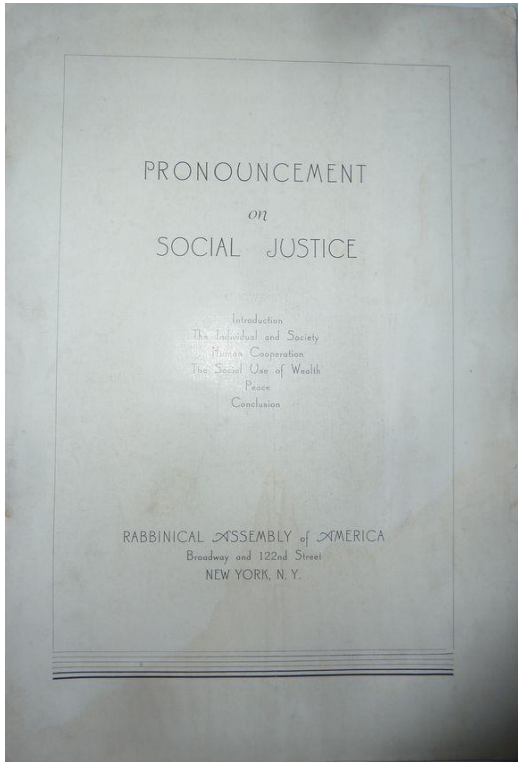 PRONOUNCEMENT
on
SOCIAL JUSTICE
Introduction
The Individual and Society
Human Cooperation
The Social Use of Wealth
Peace
Conclusion
RABBINICAL ASSEMBLY of AMERICA
Broadway and 122nd Street
NEW YORK, N. Y.